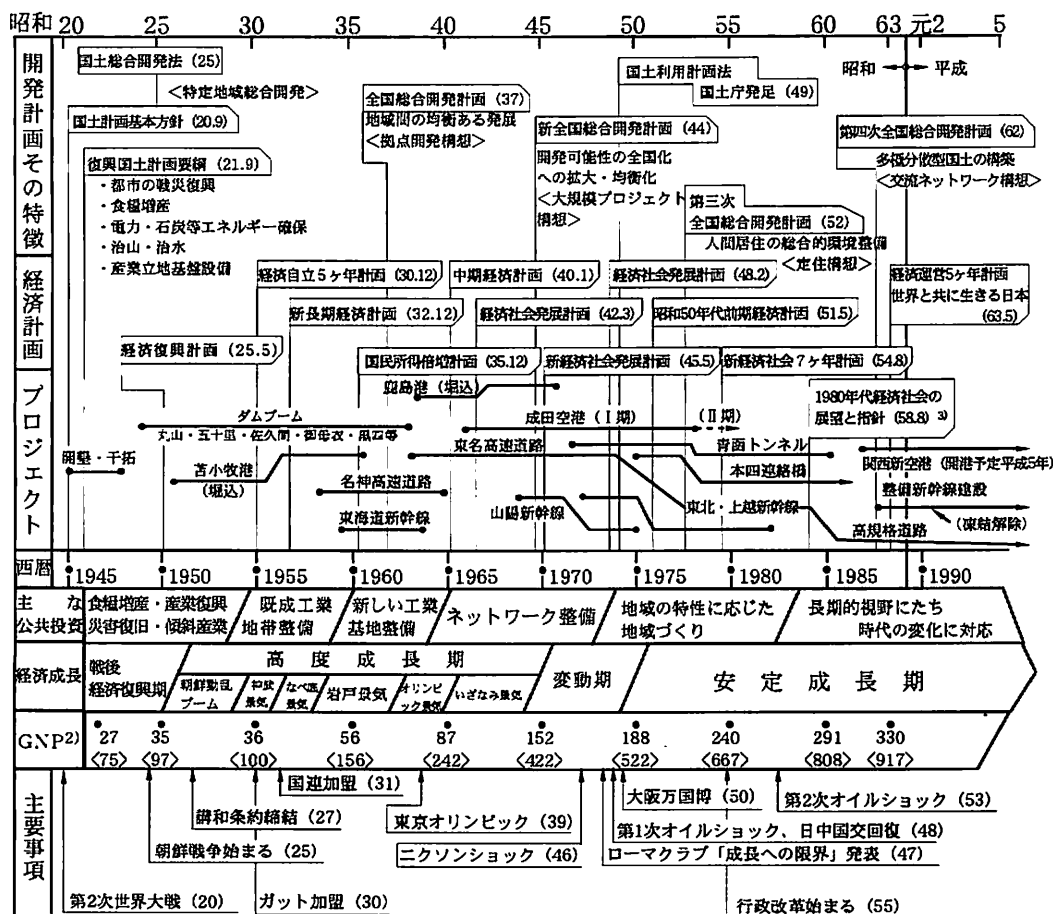 昭和 20 25 30 35 40 45 50 55 60 63 元 2 5
昭和 平成
開発計画その特徴
国土総合開発法 (25)
<特定地域総合開発>
国土計画基本方針 (20.9)
復興国土計画要綱 (21.9)
・都市の戦災復興
・食糧増産
・電力・石炭等エネルギー確保
・治山・治水
・産業立地基盤設備
全国総合開発計画 (37)
地域間の均衡ある発展
<拠点開発構想>
新全国総合開発計画 (44)
開発可能性の全国化
への拡大・均衡化
<大規模プロジェクト
構想>
国土利用計画法
国土庁発足 (49)
第三次
全国総合開発計画 (52)
人間居住の総合的環境整備
<定住構想>
第四次全国総合開発計画 (62)
多極分散型国土の構築
<交流ネットワーク構想>
経済計画
経済復興計画 (25.5)
経済自立5ヶ年計画 (30.12)
新長期経済計画 (32.12)
国民所得倍増計画 (35.12)
中期経済計画 (40.1)
経済社会発展計画 (42.3)
新経済社会発展計画 (45.5)
経済社会発展計画 (48.2)
昭和50年代前期経済計画 (51.5)
新経済社会7ヶ年計画 (54.8)
1980年代経済社会の
展望と指針 (58.8) 3)
経済運営5ヶ年計画
世界と共に生きる日本
(63.5)
プロジェクト
開墾・干拓
ダムブーム
丸山・五十里・佐久間・御母衣・黒四等
苫小牧港
(堀込)
鹿島港 (堀込)
名神高速道路
東海道新幹線
成田空港 (Ⅰ期) (Ⅱ期)
東名高速道路
山陽新幹線
青函トンネル
本四連絡橋
東北・上越新幹線
関西新空港 (開港予定平成5年)
整備新幹線建設
(凍結解除)
高規格道路
西暦 1945 1950 1955 1960 1965 1970 1975 1980 1985 1990
主な
公共投資
食糧増産・産業復興
災害復旧・傾斜産業
既成工業
地帯整備
新しい工業
基地整備
ネットワーク整備
地域の特性に応じた
地域づくり
長期的視野にたち
時代の変化に対応
経済成長
戦後
経済復興期
高度成長期
朝鮮動乱
ブーム
神武
景気
なべ底
景気
岩戸景気
オリンピ
ック景気
いざなみ景気
変動期
安定成長期
GNP2) 27 35 36 56 87 152 188 240 291 330
<75> <97> <100> <156> <242> <422> <522> <667> <808> <917>
主要事項
国連加盟 (31)
講和条約締結 (27)
朝鮮戦争始まる (25)
第2次世界大戦 (20)
ガット加盟 (30)
東京オリンピック (39)
ニクソンショック (46)
大阪万国博 (50)
第2次オイルショック (53)
第1次オイルショック、日中国交回復 (48)
ローマクラブ「成長への限界」発表 (47)
行政改革始まる (55)